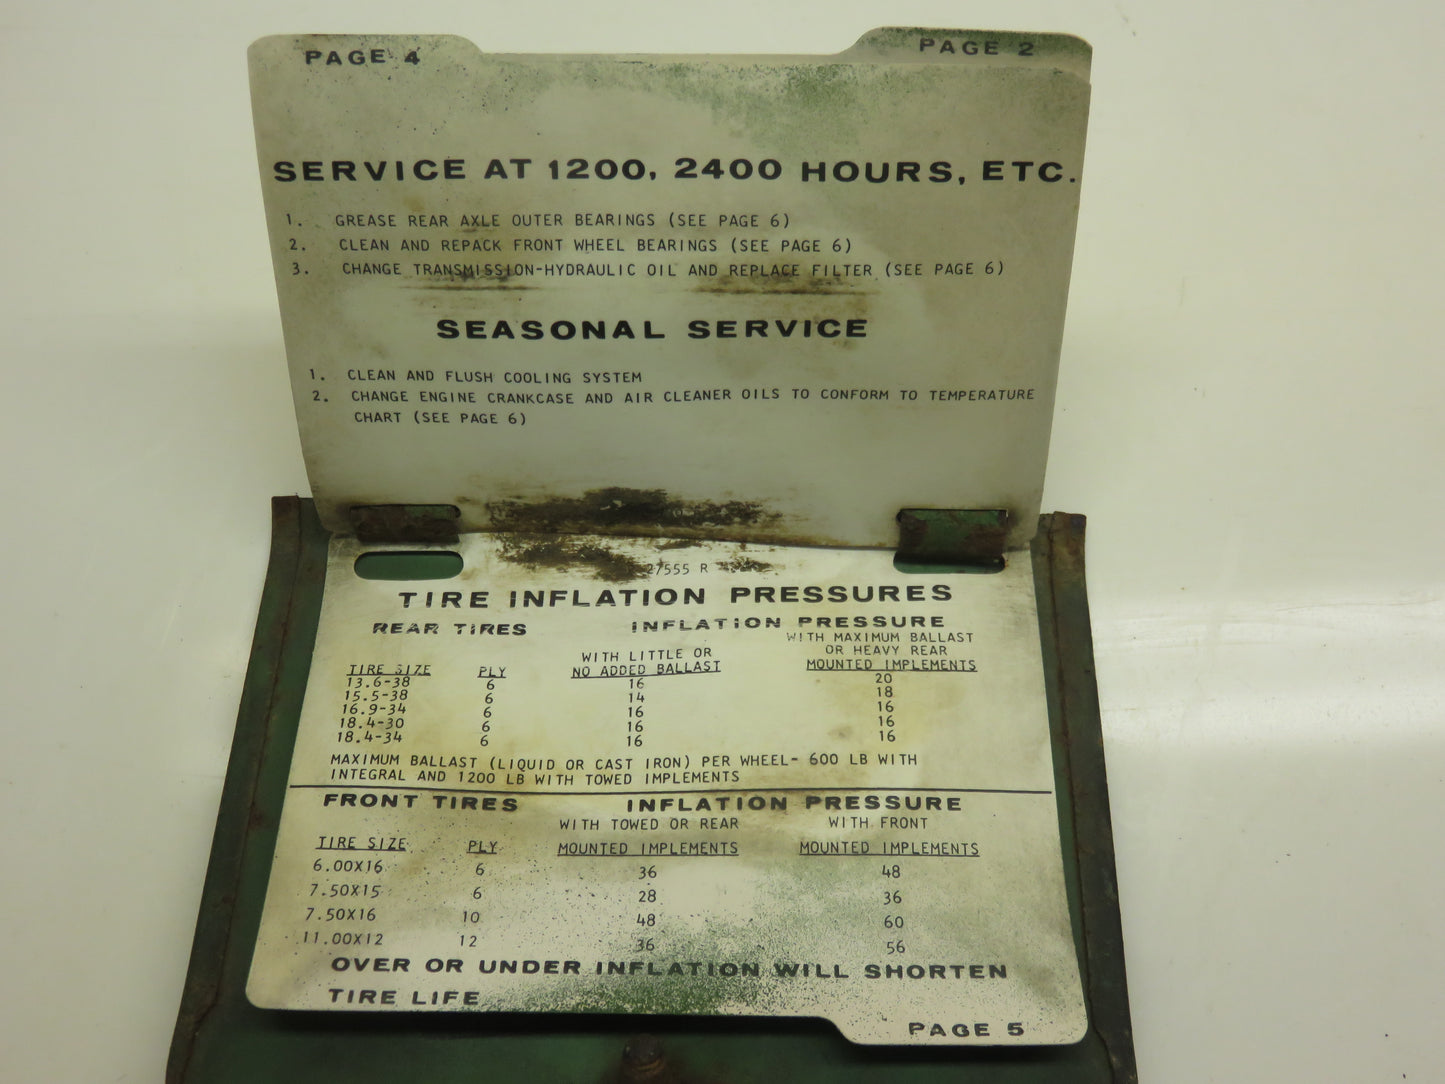 PAGE 4
PAGE 2
SERVICE AT 1200, 2400 HOURS, ETC.
1. GREASE REAR AXLE OUTER BEARINGS (SEE PAGE 6)
2. CLEAN AND REPACK FRONT WHEEL BEARINGS (SEE PAGE 6)
3. CHANGE TRANSMISSION-HYDRAULIC OIL AND REPLACE FILTER (SEE PAGE 6)
SEASONAL SERVICE
1. CLEAN AND FLUSH COOLING SYSTEM
2. CHANGE ENGINE CRANKCASE AND AIR CLEANER OILS TO CONFORM TO TEMPERATURE
CHART (SEE PAGE 6)
27555 R
TIRE INFLATION PRESSURES
REAR TIRES INFLATION PRESSURE
WITH MAXIMUM BALLAST
WITH LITTLE OR OR HEAVY REAR
TIRE SIZE PLY NO ADDED BALLAST MOUNTED IMPLEMENTS
13.6-38 6 16 20
15.5-38 6 14 18
16.9-34 6 16 16
18.4-30 6 16 16
18.4-34 6 16 16
MAXIMUM BALLAST (LIQUID OR CAST IRON) PER WHEEL- 600 LB WITH
INTEGRAL AND 1200 LB WITH TOWED IMPLEMENTS
FRONT TIRES INFLATION PRESSURE
WITH TOWED OR REAR WITH FRONT
TIRE SIZE PLY MOUNTED IMPLEMENTS MOUNTED IMPLEMENTS
6.00X16 6 36 48
7.50X15 6 28 36
7.50X16 10 48 60
11.00X12 12 36 56
OVER OR UNDER INFLATION WILL SHORTEN
TIRE LIFE
PAGE 5